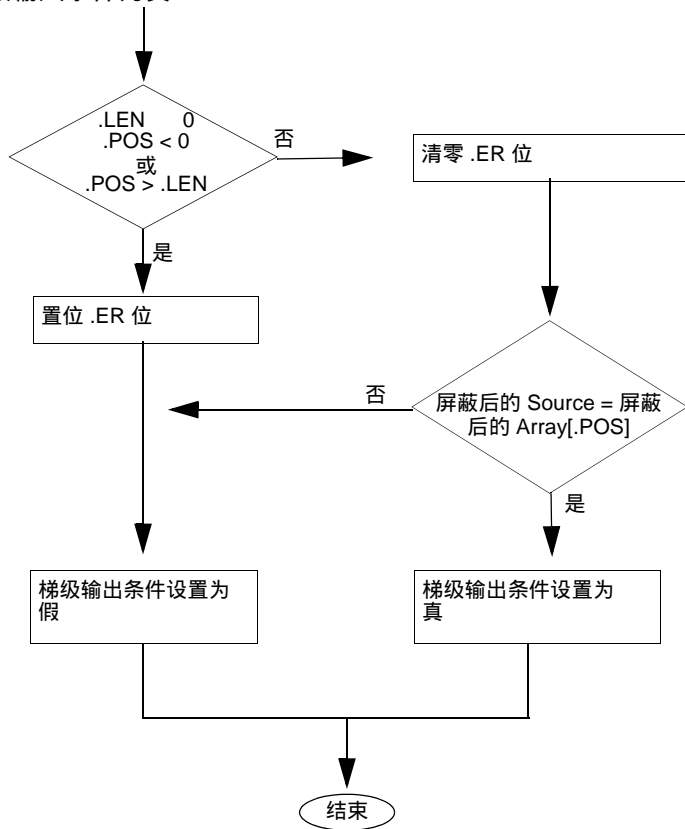 .LEN 0
.POS < 0
或
.POS > .LEN
否
清零 .ER 位
是
置位 .ER 位
否
屏蔽后的 Source = 屏蔽
后的 Array[.POS]
是
梯级输出条件设置为
假
梯级输出条件设置为
真
结束